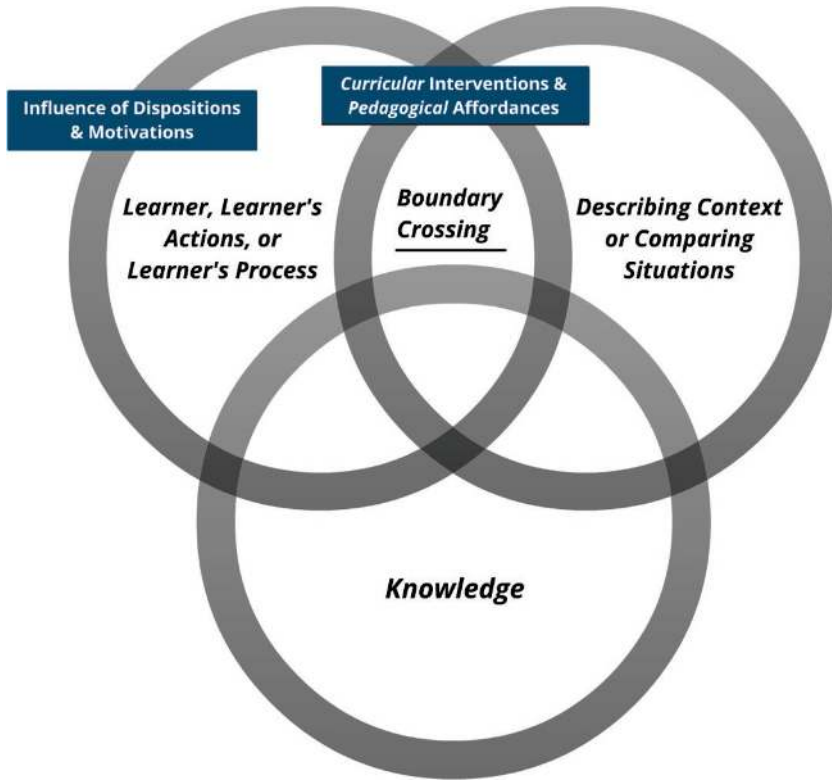 Influence of Dispositions
& Motivations
Curricular Interventions &
Pedagogical Affordances
Learner, Learner's
Actions, or
Learner's Process
Boundary
Crossing
Describing Context
or Comparing
Situations
Knowledge